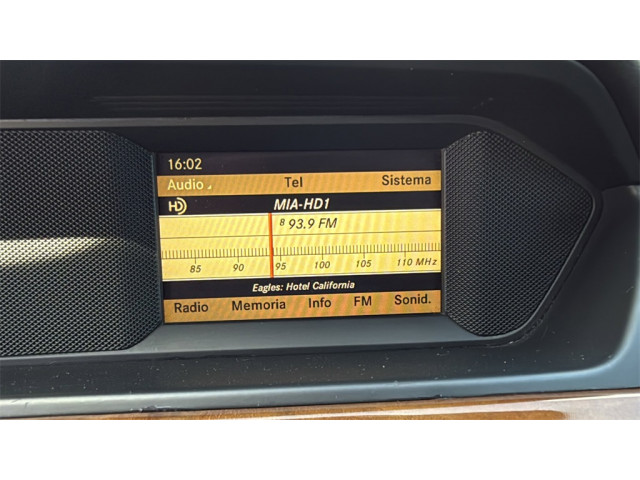 16:02
Audio Tel Sistema
HD MIA-HD1
8 93.9 FM
85 90 95 100 105 110 MHz
Eagles: Hotel California
Radio Memoria Info FM Sonid.